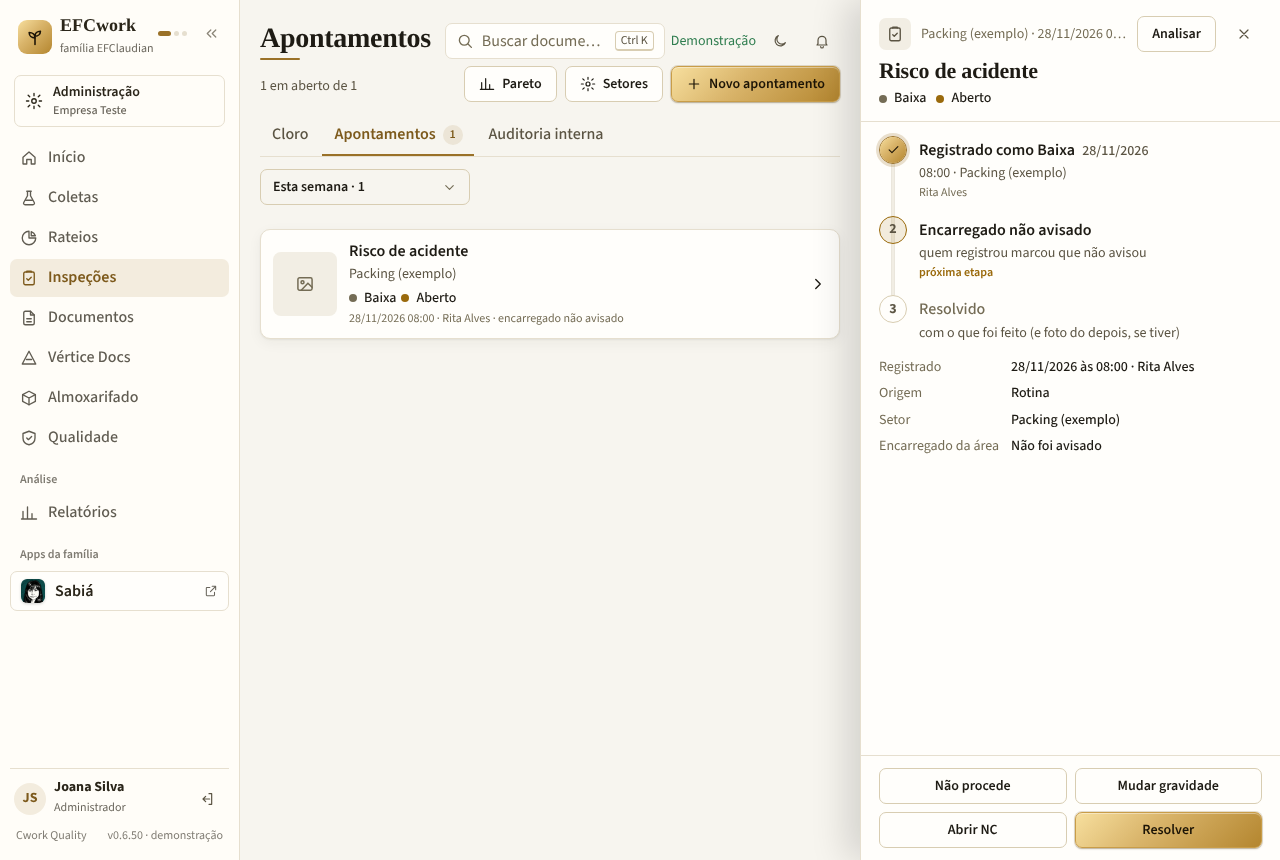 EFCwork
família EFClaudian
Administração
Empresa Teste
Início
Coletas
Rateios
Inspeções
Documentos
Vértice Docs
Almoxarifado
Qualidade
Análise
Relatórios
Apps da família
Sabiá
JS
Joana Silva
Administrador
Cwork Quality
v0.6.50 · demonstração
Apontamentos
Buscar docume…
Ctrl K
Demonstração
1 em aberto de 1
Pareto
Setores
Novo apontamento
Cloro
Apontamentos 1
Auditoria interna
Esta semana · 1
Risco de acidente
Packing (exemplo)
Baixa
Aberto
28/11/2026 08:00 · Rita Alves · encarregado não avisado
Packing (exemplo) · 28/11/2026 0…
Analisar
Risco de acidente
Baixa
Aberto
Registrado como Baixa 28/11/2026
08:00 · Packing (exemplo)
Rita Alves
2
Encarregado não avisado
quem registrou marcou que não avisou
próxima etapa
3
Resolvido
com o que foi feito (e foto do depois, se tiver)
Registrado 28/11/2026 às 08:00 · Rita Alves
Origem Rotina
Setor Packing (exemplo)
Encarregado da área Não foi avisado
Não procede
Mudar gravidade
Abrir NC
Resolver